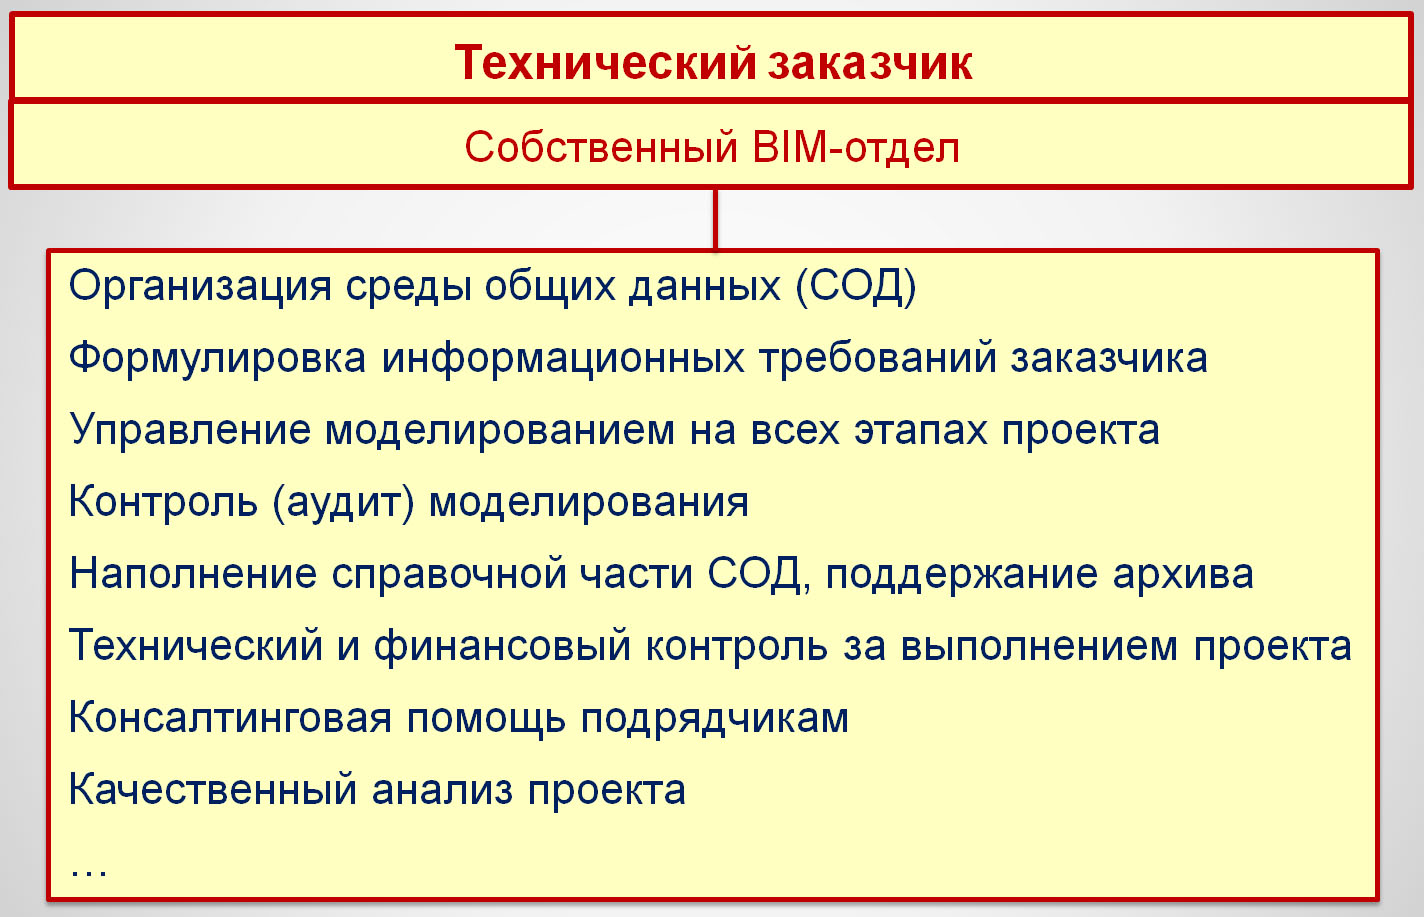 Технический заказчик
Собственный BIM-отдел
Организация среды общих данных (СОД)
Формулировка информационных требований заказчика
Управление моделированием на всех этапах проекта
Контроль (аудит) моделирования
Наполнение справочной части СОД, поддержание архива
Технический и финансовый контроль за выполнением проекта
Консалтинговая помощь подрядчикам
Качественный анализ проекта
...